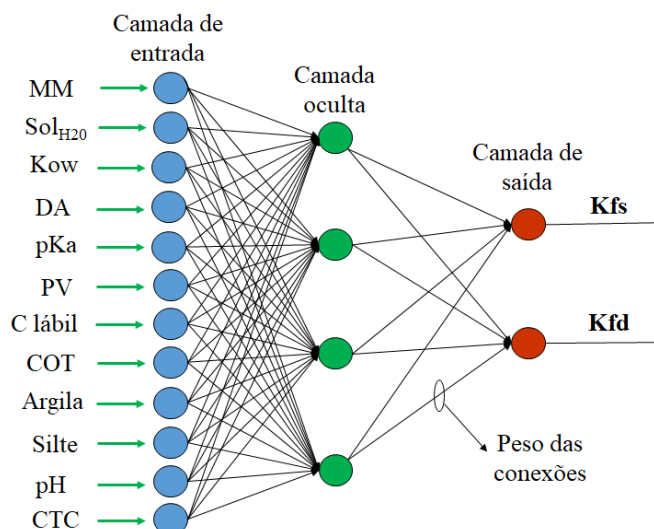 Camada de
entrada
Camada
oculta
Camada de
saída
MM
Sol_H20
Kow
DA
pKa
PV
C lábil
COT
Argila
Silte
pH
CTC
Kfs
Kfd
Peso das
conexões